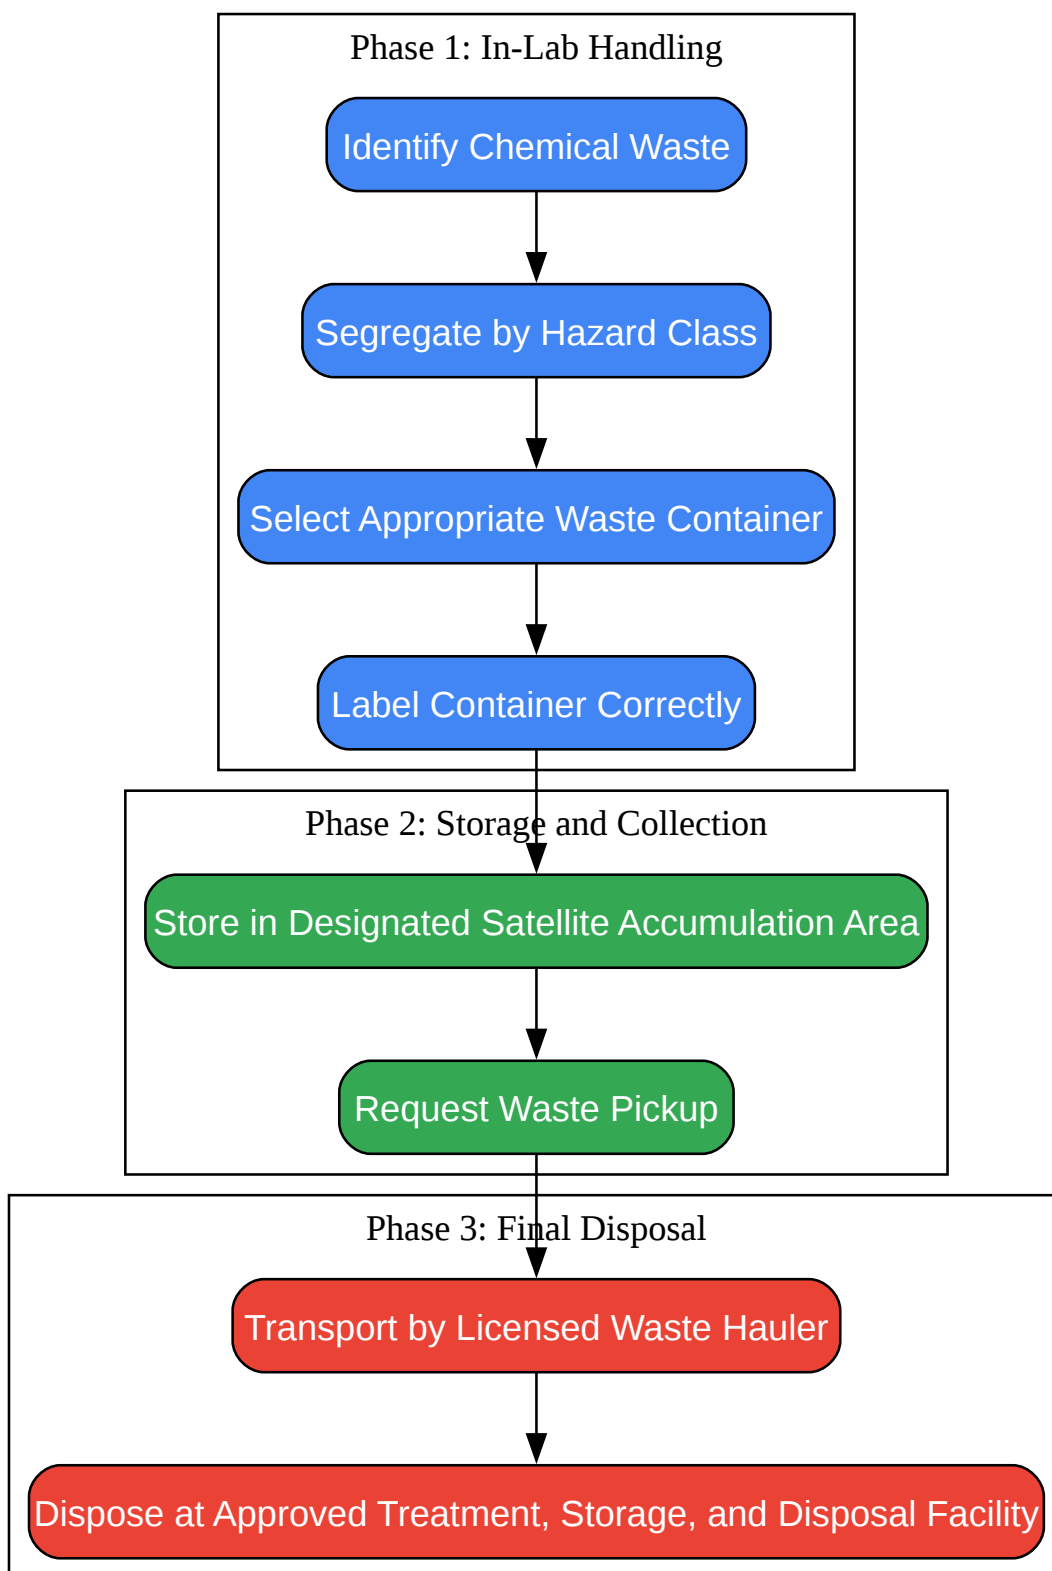 Phase 1: In-Lab Handling
Identify Chemical Waste
Segregate by Hazard Class
Select Appropriate Waste Container
Label Container Correctly
Phase 2: Storage and Collection
Store in Designated Satellite Accumulation Area
Request Waste Pickup
Phase 3: Final Disposal
Transport by Licensed Waste Hauler
Dispose at Approved Treatment, Storage, and Disposal Facility